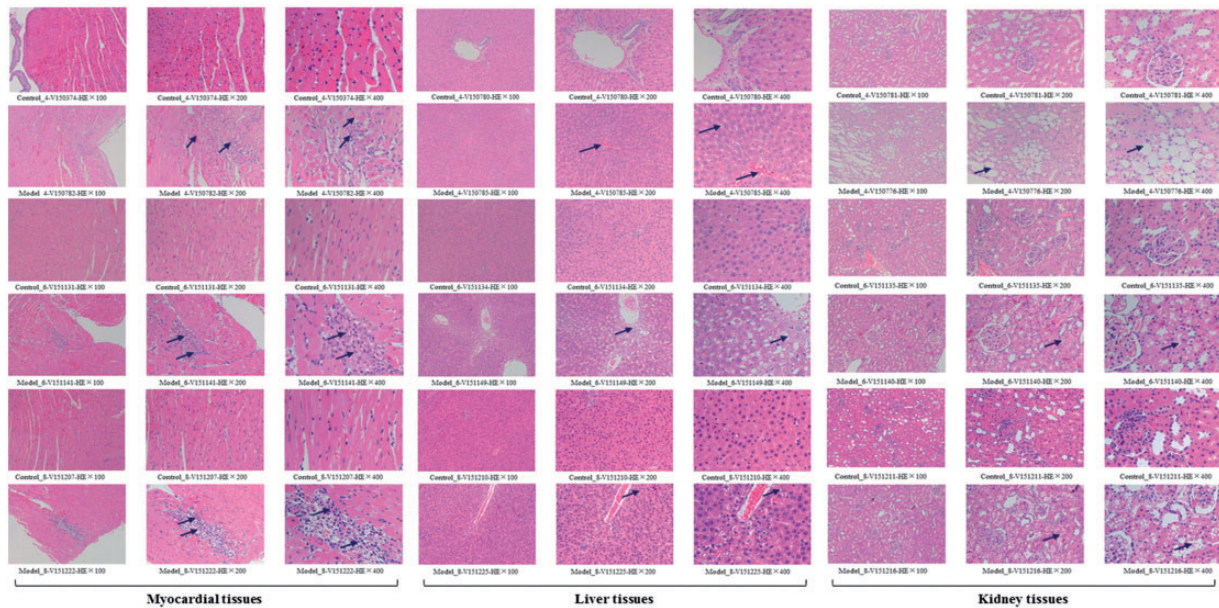 Control_4-V150374-HE×100 Control_4-V150374-HE×200 Control_4-V150374-HE×400 Control_4-V150780-HE×100 Control_4-V150780-HE×200 Control_4-V150780-HE×400 Control_4-V150781-HE×100 Control_4-V150781-HE×200 Control_4-V150781-HE×400
Model_4-V150782-HE×100 Model_4-V150782-HE×200 Model_4-V150782-HE×400 Model_4-V150785-HE×100 Model_4-V150785-HE×200 Model_4-V150785-HE×400 Model_4-V150776-HE×100 Model_4-V150776-HE×200 Model_4-V150776-HE×400
Control_6-V151131-HE×100 Control_6-V151131-HE×200 Control_6-V151131-HE×400 Control_6-V151134-HE×100 Control_6-V151134-HE×200 Control_6-V151134-HE×400 Control_6-V151135-HE×100 Control_6-V151135-HE×200 Control_6-V151135-HE×400
Model_6-V151141-HE×100 Model_6-V151141-HE×200 Model_6-V151141-HE×400 Model_6-V151149-HE×100 Model_6-V151149-HE×200 Model_6-V151149-HE×400 Model_6-V151140-HE×100 Model_6-V151140-HE×200 Model_6-V151140-HE×400
Control_8-V151207-HE×100 Control_8-V151207-HE×200 Control_8-V151207-HE×400 Control_8-V151210-HE×100 Control_8-V151210-HE×200 Control_8-V151210-HE×400 Control_8-V151211-HE×100 Control_8-V151211-HE×200 Control_8-V151211-HE×400
Model_8-V151222-HE×100 Model_8-V151222-HE×200 Model_8-V151222-HE×400 Model_8-V151225-HE×100 Model_8-V151225-HE×200 Model_8-V151225-HE×400 Model_8-V151216-HE×100 Model_8-V151216-HE×200 Model_8-V151216-HE×400
Myocardial tissues Liver tissues Kidney tissues